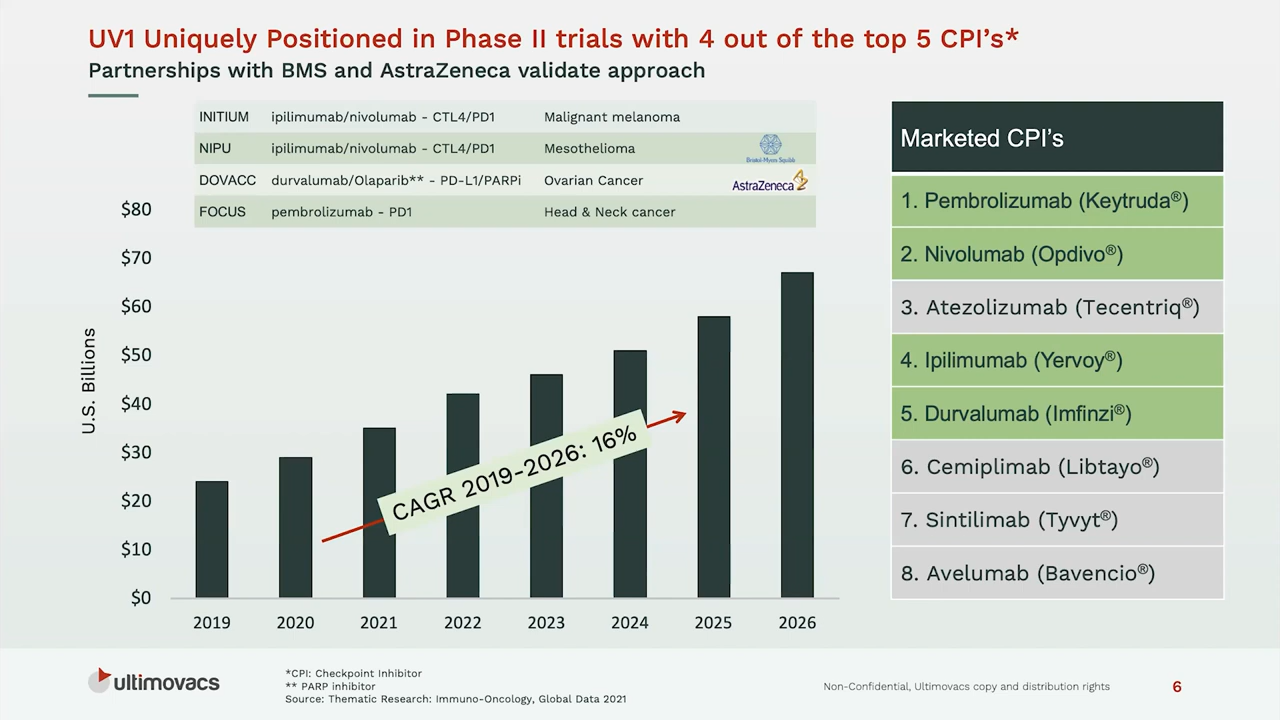 UV1 Uniquely Positioned in Phase II trials with 4 out of the top 5 CPI's*
Partnerships with BMS and AstraZeneca validate approach
INITIUM ipilimumab/nivolumab - CTL4/PD1 Malignant melanoma
NIPU ipilimumab/nivolumab - CTL4/PD1 Mesothelioma
Bristol-Myers Squibb
DOVACC durvalumab/Olaparib** - PD-L1/PARPi Ovarian Cancer AstraZeneca
FOCUS pembrolizumab - PD1 Head & Neck cancer
$80
$70
$60
$50
$40
$30
$20
$10
$0
U.S. Billions
CAGR 2019-2026: 16%
2019 2020 2021 2022 2023 2024 2025 2026
Marketed CPI's
1. Pembrolizumab (Keytruda®)
2. Nivolumab (Opdivo®)
3. Atezolizumab (Tecentriq®)
4. Ipilimumab (Yervoy®)
5. Durvalumab (Imfinzi®)
6. Cemiplimab (Libtayo®)
7. Sintilimab (Tyvyt®)
8. Avelumab (Bavencio®)
ultimovacs
*CPI: Checkpoint Inhibitor
** PARP inhibitor
Source: Thematic Research: Immuno-Oncology, Global Data 2021
Non-Confidential, Ultimovacs copy and distribution rights
6